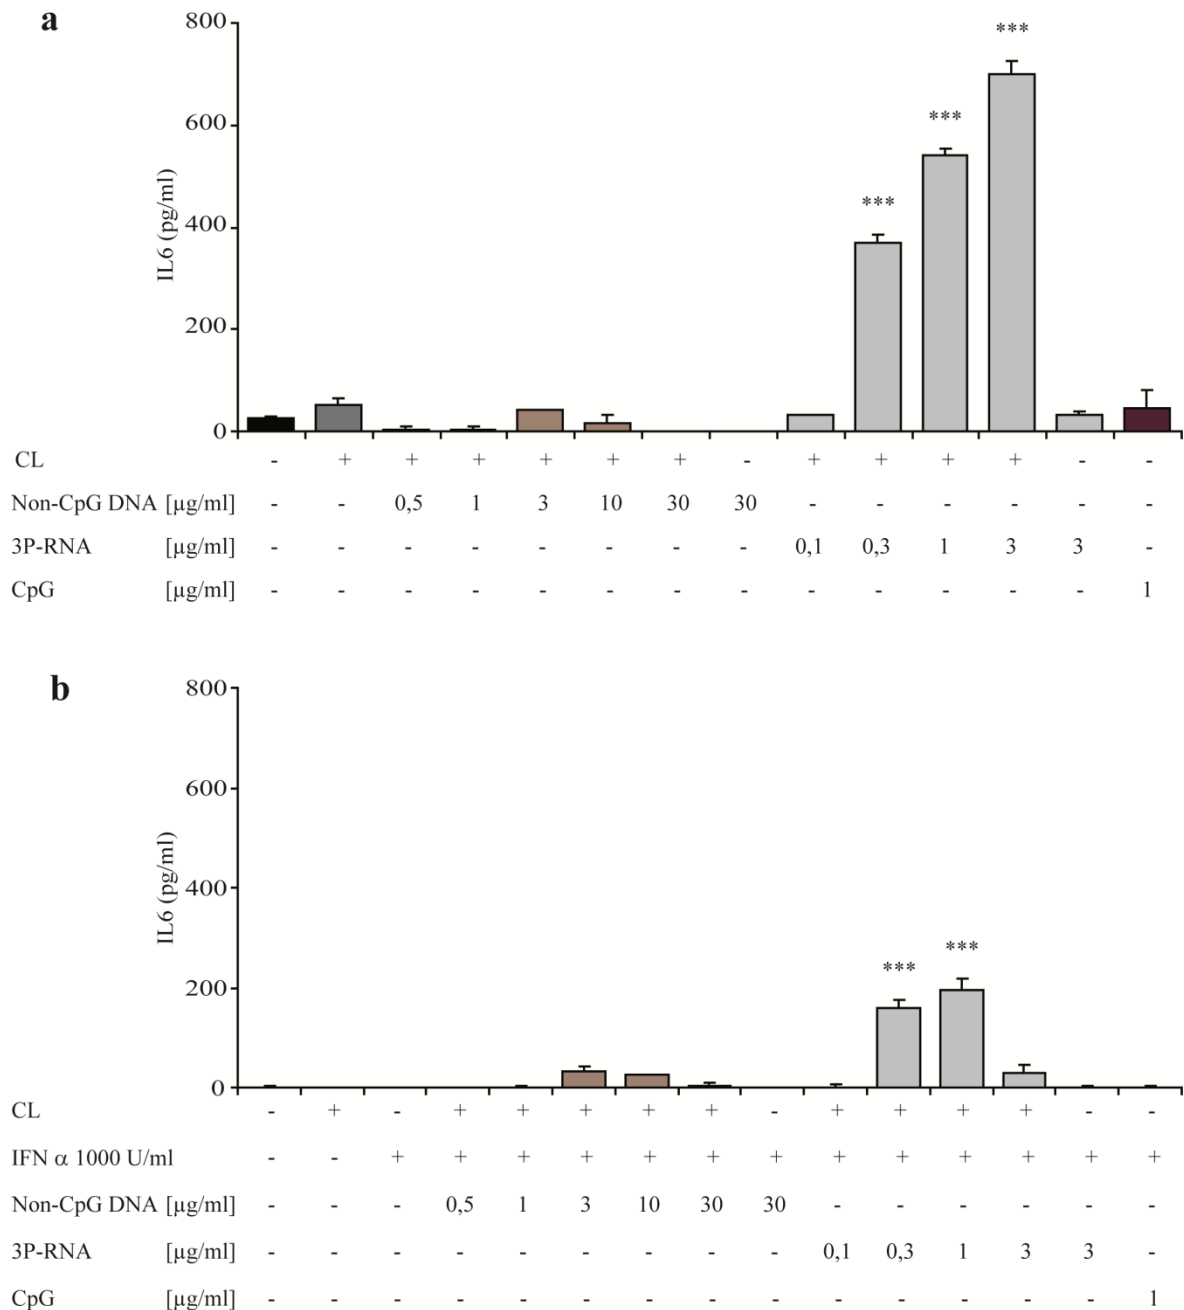 a
800
***
***
600
***
400
IL6 (pg/ml)
200
0
CL - + + + + + + - + + + + - -
Non-CpG DNA [µg/ml] - - 0,5 1 3 10 30 30 - - - - - -
3P-RNA [µg/ml] - - - - - - - - 0,1 0,3 1 3 3 -
CpG [µg/ml] - - - - - - - - - - - - - 1
b
800
600
IL6 (pg/ml)
400
***
***
200
0
CL - + - + + + + + - + + + + - -
IFN α 1000 U/ml - - + + + + + + + + + + + + +
Non-CpG DNA [µg/ml] - - - 0,5 1 3 10 30 30 - - - - - -
3P-RNA [µg/ml] - - - - - - - - - 0,1 0,3 1 3 3 -
CpG [µg/ml] - - - - - - - - - - - - - - 1